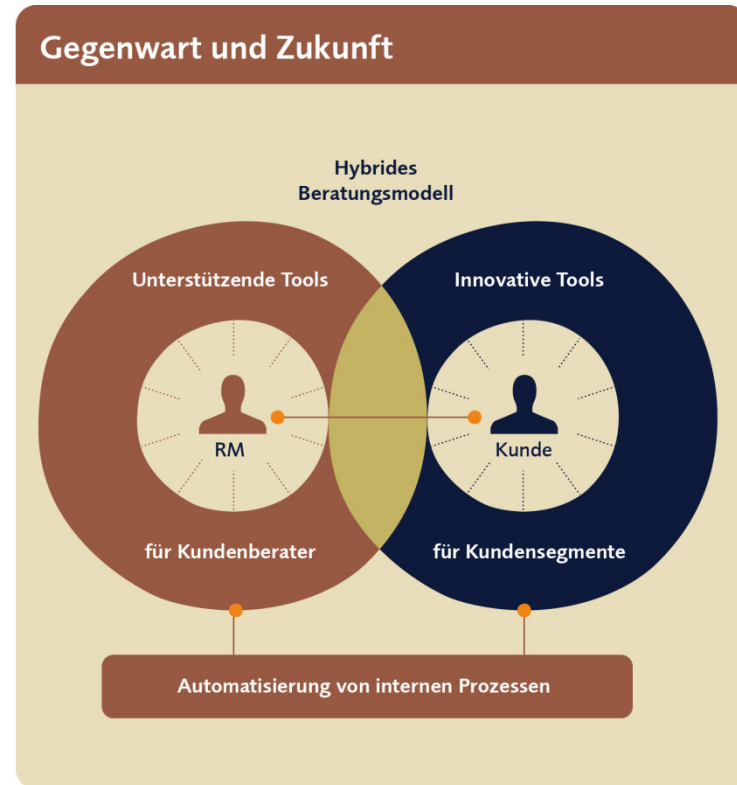 Gegenwart und Zukunft
Hybrides
Beratungsmodell
Unterstützende Tools
Innovative Tools
RM
Kunde
für Kundenberater
für Kundensegmente
Automatisierung von internen Prozessen